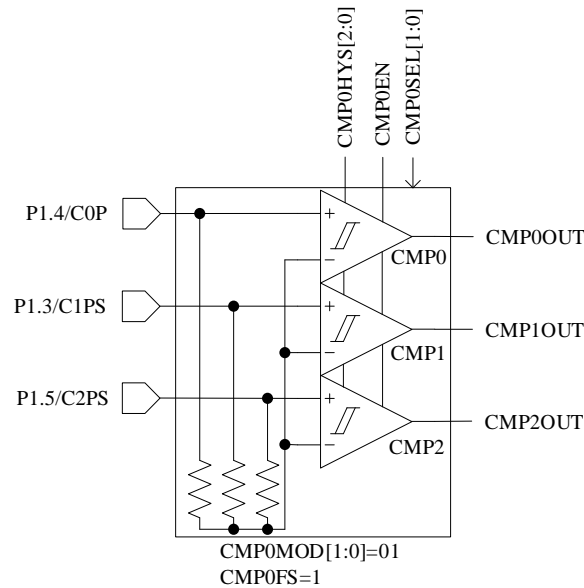 CMP0HYS[2:0]
CMP0EN
CMP0SEL[1:0]
P1.4/C0P
+
−
CMP0
CMP0OUT
P1.3/C1PS
+
−
CMP1
CMP1OUT
P1.5/C2PS
+
−
CMP2
CMP2OUT
CMP0MOD[1:0]=01
CMP0FS=1